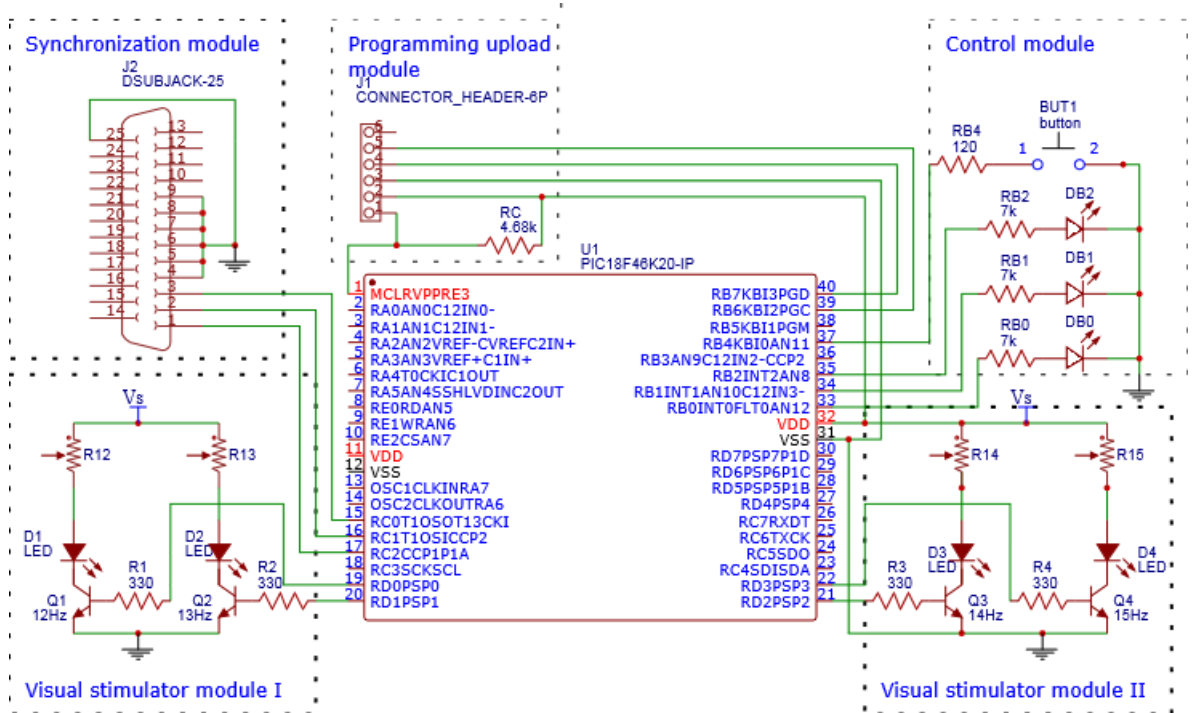 Synchronization module
J2
DSUBJACK-25
25
24
23
22
21
20
19
18
17
16
15
14
13
12
11
10
9
8
7
6
5
4
3
2
1
Programming upload
module
J1
CONNECTOR_HEADER-6P
6
5
4
3
2
1
RC
4.68k
Control module
BUT1
button
RB4
120
1
2
RB2
7k
DB2
RB1
7k
DB1
RB0
7k
DB0
U1
PIC18F46K20-IP
1 MCLRVPPRE3
2 RA0AN0C12IN0-
3 RA1AN1C12IN1-
4 RA2AN2VREF-CVREFC2IN+
5 RA3AN3VREF+C1IN+
6 RA4T0CKIC1OUT
7 RA5AN4SSHLVDINC2OUT
8 RE0RDAN5
9 RE1WRAN6
10 RE2CSAN7
11 VDD
12 VSS
13 OSC1CLKINRA7
14 OSC2CLKOUTRA6
15 RC0T1OSOT13CKI
16 RC1T1OSICCP2
17 RC2CCP1P1A
18 RC3SCKSCL
19 RD0PSP0
20 RD1PSP1
RB7KBI3PGD 40
RB6KBI2PGC 39
RB5KBI1PGM 38
RB4KBI0AN11 37
RB3AN9C12IN2-CCP2 36
RB2INT2AN8 35
RB1INT1AN10C12IN3- 34
RB0INT0FLT0AN12 33
VDD 32
VSS 31
RD7PSP7P1D 30
RD6PSP6P1C 29
RD5PSP5P1B 28
RD4PSP4 27
RC7RXDT 26
RC6TXCK 25
RC5SDO 24
RC4SDISDA 23
RD3PSP3 22
RD2PSP2 21
Vs
R12
R13
D1
LED
D2
LED
R1
330
R2
330
Q1
12Hz
Q2
13Hz
Visual stimulator module I
Vs
R14
R15
D3
LED
D4
LED
R3
330
R4
330
Q3
14Hz
Q4
15Hz
Visual stimulator module II